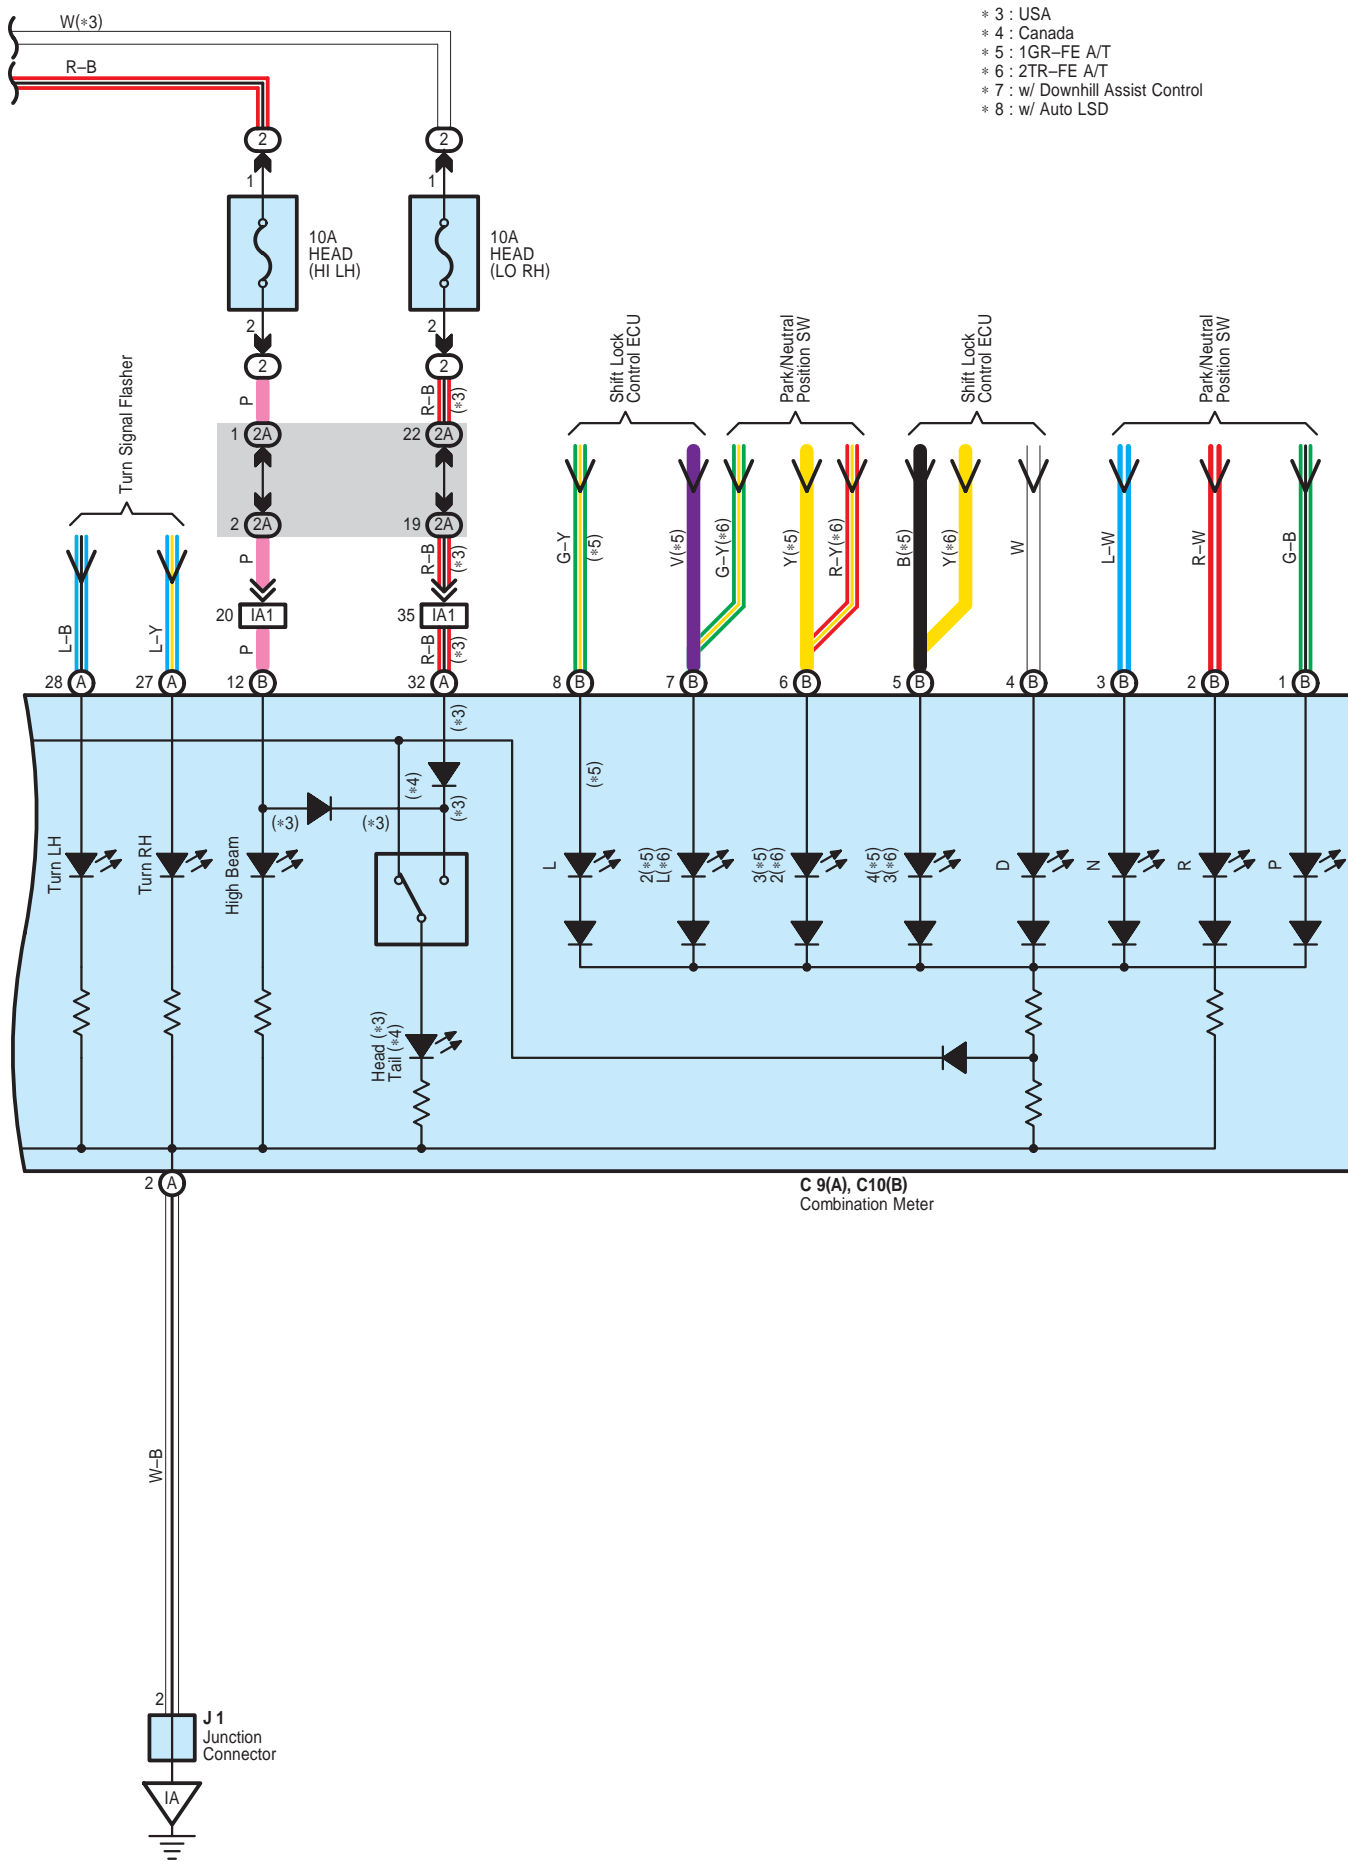 W(∗3)
R–B
∗ 3 : USA
∗ 4 : Canada
∗ 5 : 1GR–FE A/T
∗ 6 : 2TR–FE A/T
∗ 7 : w/ Downhill Assist Control
∗ 8 : w/ Auto LSD
2
2
1
1
10A
HEAD
(HI LH)
10A
HEAD
(LO RH)
2
2
2
2
Turn Signal Flasher
Shift Lock
Control ECU
Park/Neutral
Position SW
Shift Lock
Control ECU
Park/Neutral
Position SW
P
R–B
(∗3)
1
2A
22
2A
2
2A
19
2A
P
R–B
(∗3)
20
IA1
35
IA1
L–B
L–Y
P
R–B
(∗3)
G–Y
(∗5)
V(∗5)
G–Y(∗6)
Y(∗5)
R–Y(∗6)
B(∗5)
Y(∗6)
W
L–W
R–W
G–B
28
A
27
A
12
B
32
A
8
B
7
B
6
B
5
B
4
B
3
B
2
B
1
B
(∗3)
(∗4)
(∗5)
(∗3)
(∗3)
(∗3)
Turn LH
Turn RH
High Beam
L
2(∗5)
L(∗6)
3(∗5)
2(∗6)
4(∗5)
3(∗6)
D
N
R
P
Head (∗3)
Tail (∗4)
2
A
C 9(A), C10(B)
Combination Meter
W–B
2
J 1
Junction
Connector
IA